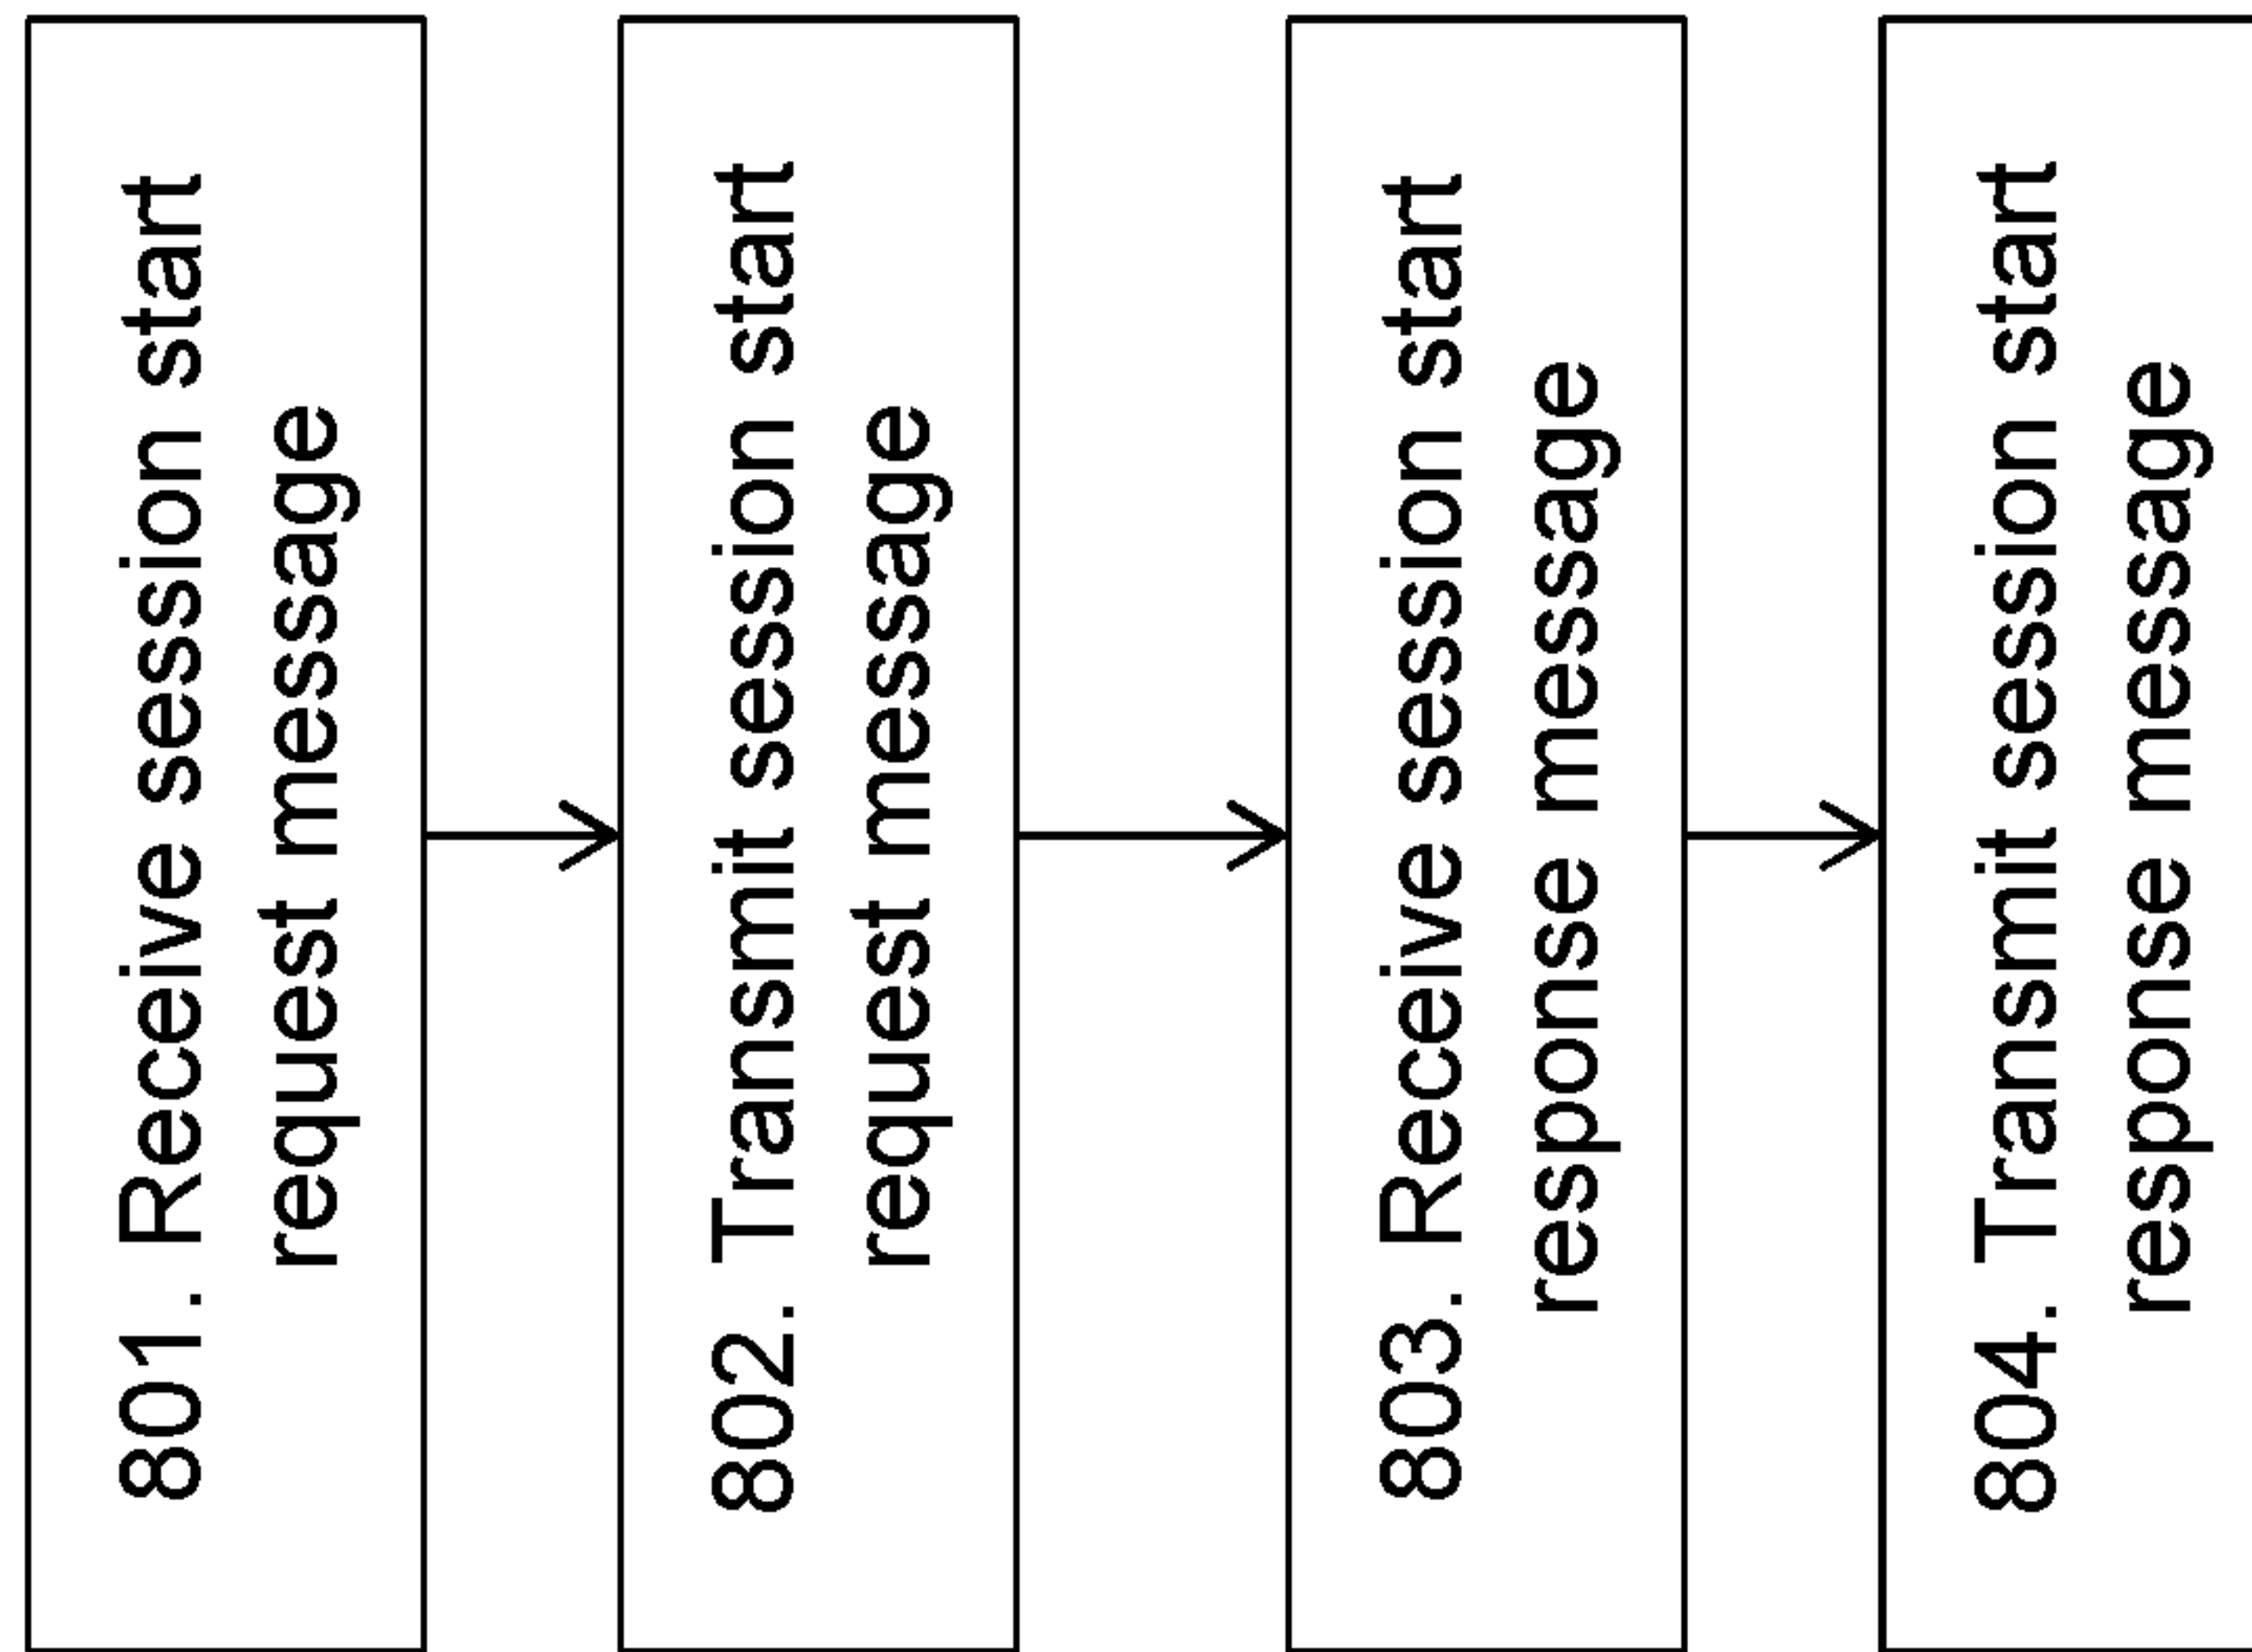 801. Receive session start
request message
802. Transmit session start
request message
803. Receive session start
response message
804. Transmit session start
response message